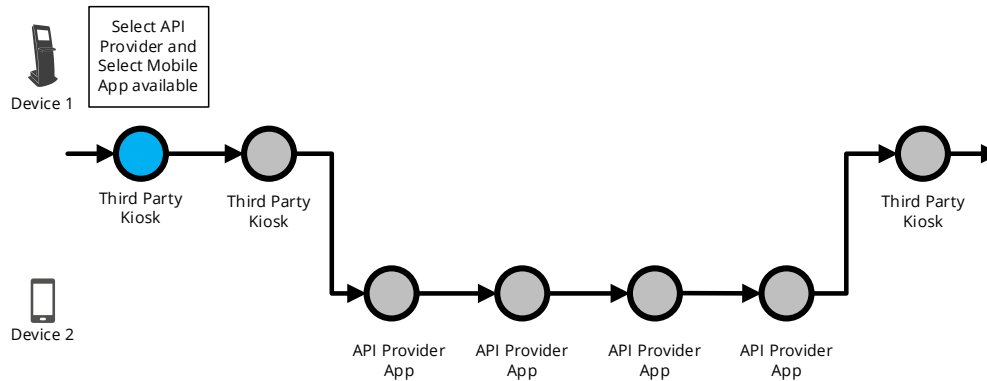 Select API
Provider and
Select Mobile
App available
Device 1
Third Party
Kiosk
Third Party
Kiosk
Third Party
Kiosk
Device 2
API Provider
App
API Provider
App
API Provider
App
API Provider
App